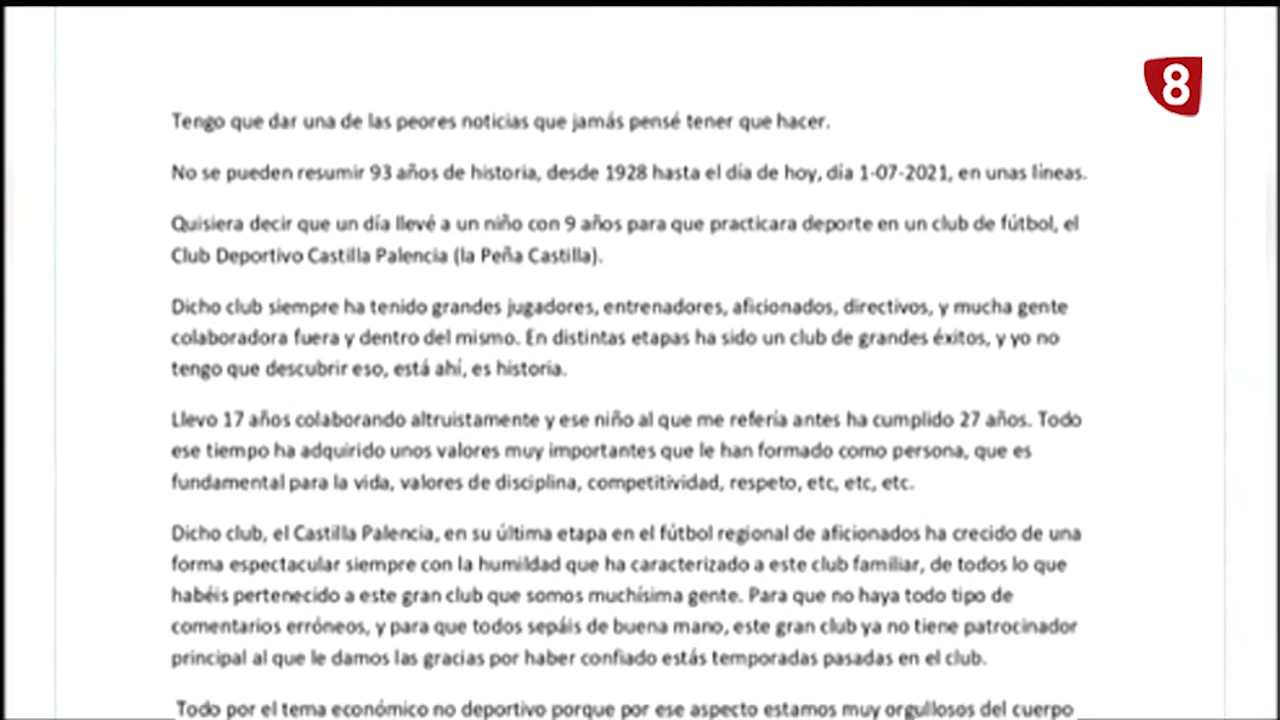 8
Tengo que dar una de las peores noticias que jamás pensé tener que hacer.
No se pueden resumir 93 años de historia, desde 1928 hasta el día de hoy, día 1-07-2021, en unas líneas.
Quisiera decir que un día llevé a un niño con 9 años para que practicara deporte en un club de fútbol, el
Club Deportivo Castilla Palencia (la Peña Castilla).
Dicho club siempre ha tenido grandes jugadores, entrenadores, aficionados, directivos, y mucha gente
colaboradora fuera y dentro del mismo. En distintas etapas ha sido un club de grandes éxitos, y yo no
tengo que descubrir eso, está ahí, es historia.
Llevo 17 años colaborando altruistamente y ese niño al que me refería antes ha cumplido 27 años. Todo
ese tiempo ha adquirido unos valores muy importantes que le han formado como persona, que es
fundamental para la vida, valores de disciplina, competitividad, respeto, etc, etc, etc.
Dicho club, el Castilla Palencia, en su última etapa en el fútbol regional de aficionados ha crecido de una
forma espectacular siempre con la humildad que ha caracterizado a este club familiar, de todos lo que
habéis pertenecido a este gran club que somos muchísima gente. Para que no haya todo tipo de
comentarios erróneos, y para que todos sepáis de buena mano, este gran club ya no tiene patrocinador
principal al que le damos las gracias por haber confiado estás temporadas pasadas en el club.
Todo por el tema económico no deportivo porque por ese aspecto estamos muy orgullosos del cuerpo